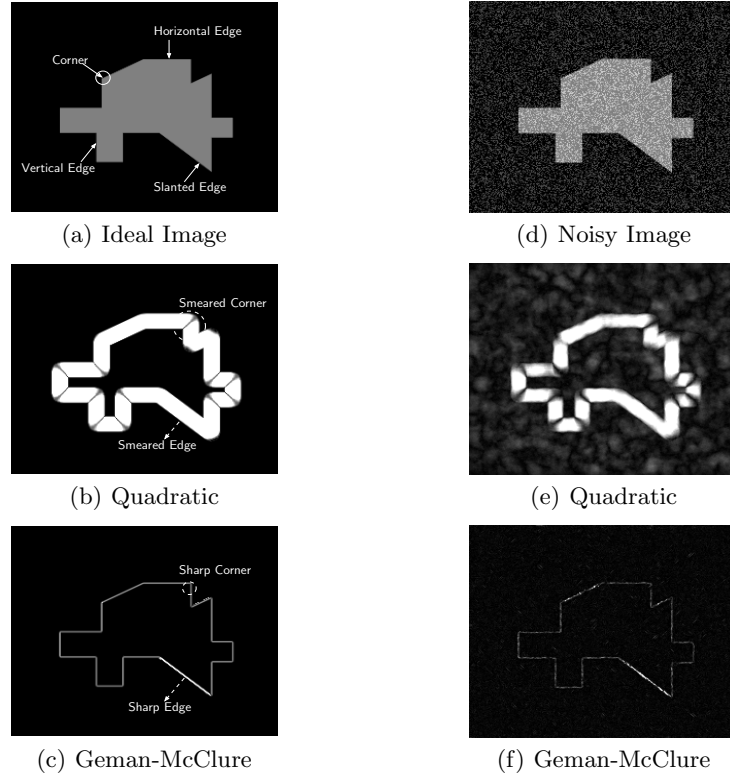 Horizontal Edge
Corner
Vertical Edge
Slanted Edge
(a) Ideal Image
(d) Noisy Image
Smeared Corner
Smeared Edge
(b) Quadratic
(e) Quadratic
Sharp Corner
Sharp Edge
(c) Geman-McClure
(f) Geman-McClure